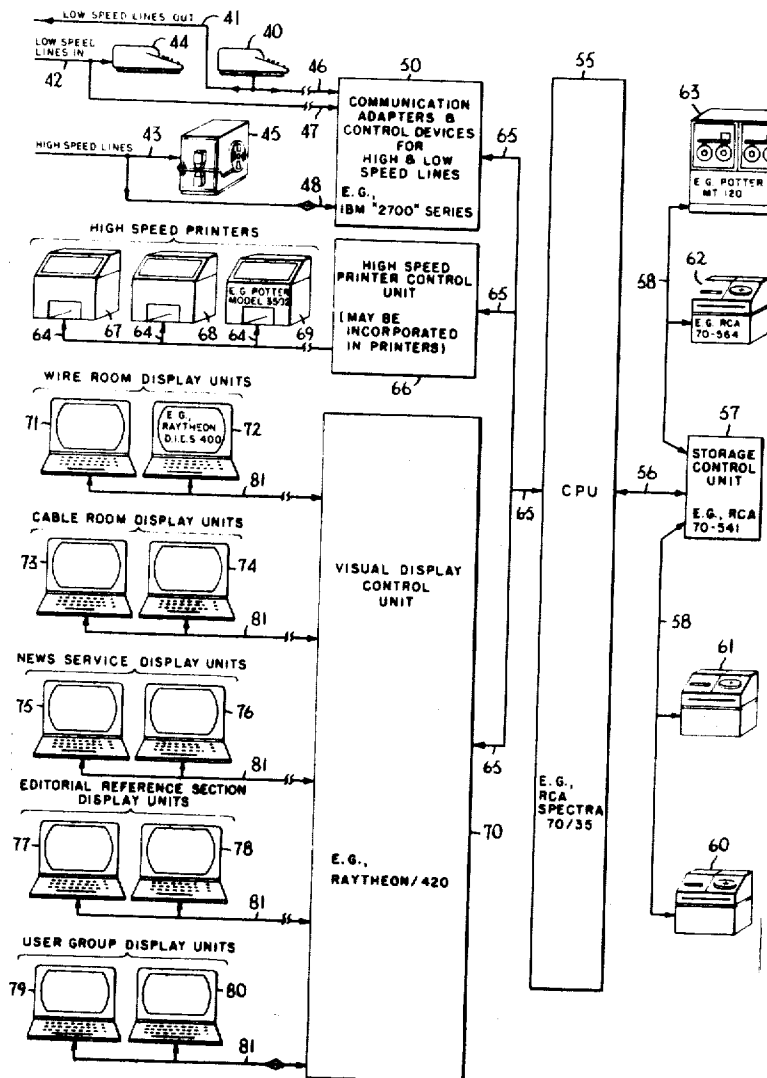 LOW SPEED LINES OUT
41
40
LOW SPEED
LINES IN
44
42
46
47
50
COMMUNICATION
ADAPTERS &
CONTROL DEVICES
FOR
HIGH & LOW
SPEED LINES
E.G.,
IBM "2700" SERIES
HIGH SPEED LINES
43
45
48
65
55
CPU
E.G.,
RCA
SPECTRA
70/35
63
E.G. POTTER
MT 120
62
E.G. RCA
70-564
58
HIGH SPEED PRINTERS
E.G. POTTER
MODEL 3502
64
67
64
68
64
69
HIGH SPEED
PRINTER CONTROL
UNIT
(MAY BE
INCORPORATED
IN PRINTERS)
66
65
57
STORAGE
CONTROL
UNIT
E.G., RCA
70-541
56
65
58
WIRE ROOM DISPLAY UNITS
71
E.G.,
RAYTHEON
D.I.C.S 400
72
81
CABLE ROOM DISPLAY UNITS
73
74
81
VISUAL DISPLAY
CONTROL
UNIT
E.G.,
RAYTHEON/420
70
65
NEWS SERVICE DISPLAY UNITS
75
76
81
61
EDITORIAL REFERENCE SECTION
DISPLAY UNITS
77
78
81
60
USER GROUP DISPLAY UNITS
79
80
81